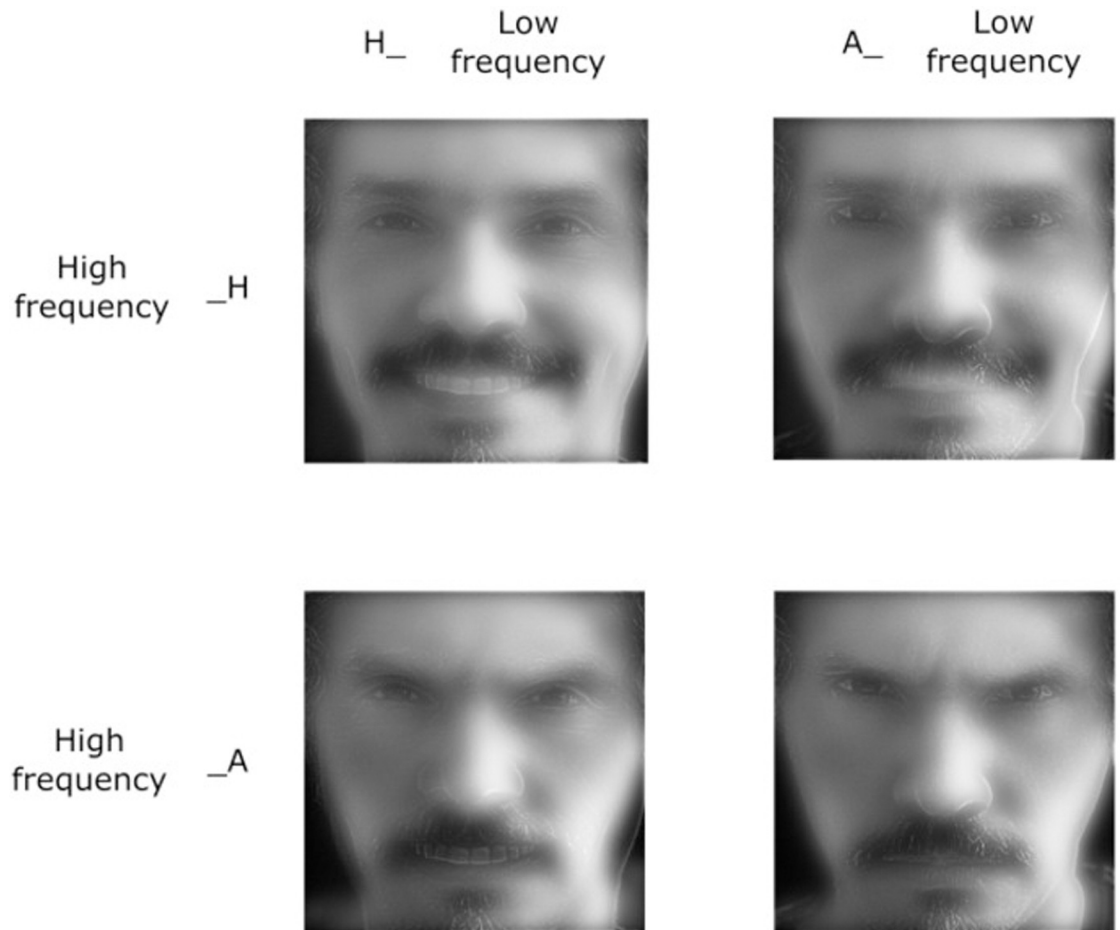 H_
Low
frequency
A_
Low
frequency
High
frequency
_H
High
frequency
_A